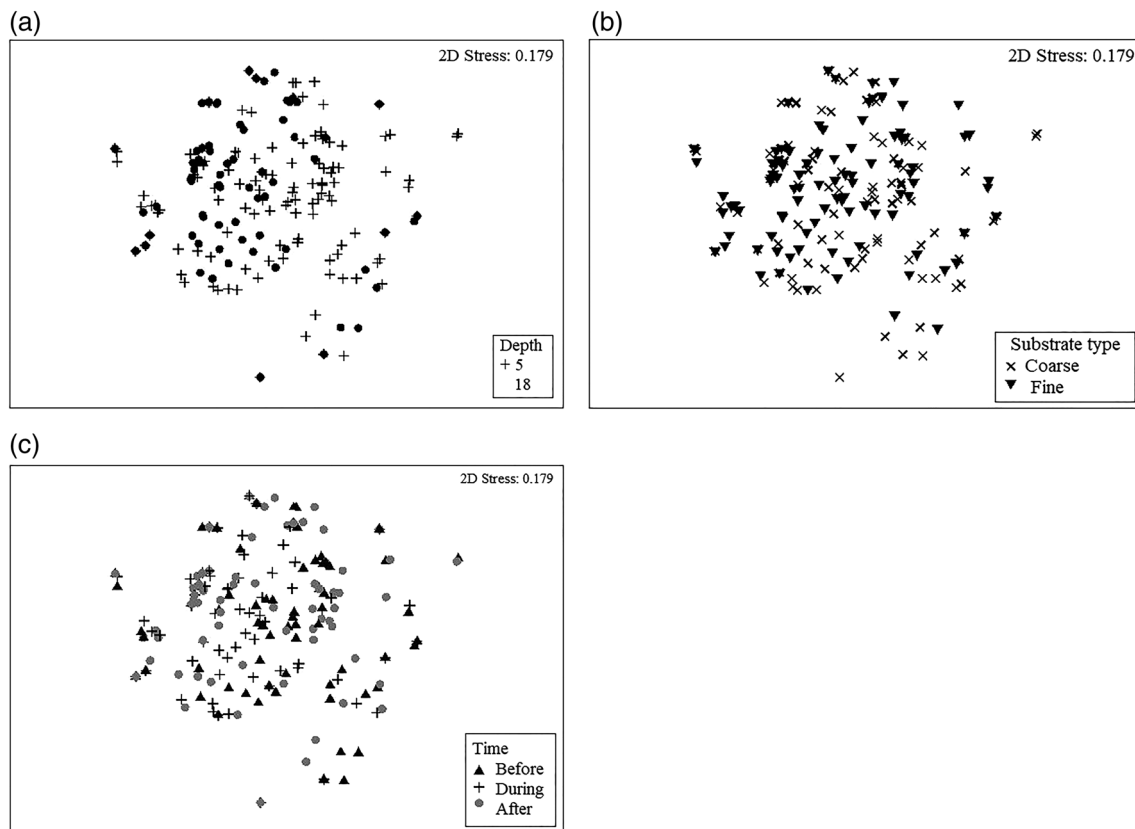 (a)
2D Stress: 0.179
Depth
5
18
(b)
2D Stress: 0.179
Substrate type
Coarse
Fine
(c)
2D Stress: 0.179
Time
Before
During
After